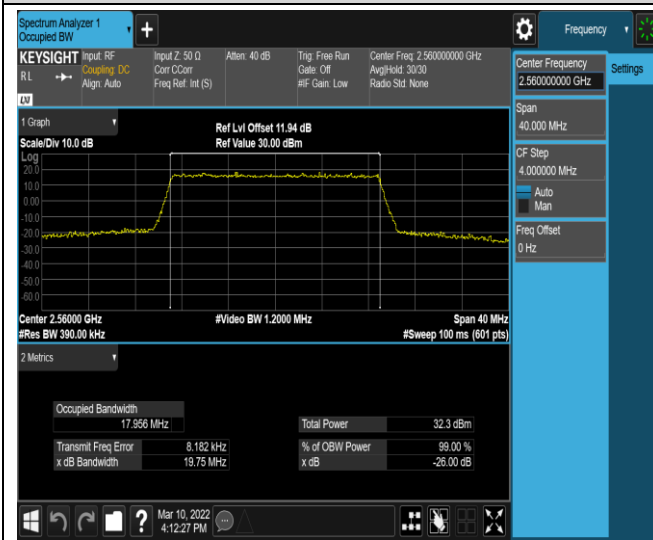 Spectrum Analyzer 1
Occupied BW
+
Frequency
KEYSIGHT
Input: RF
Coupling: DC
Align: Auto
Input Z: 50 Ω
Corr CCorr
Freq Ref: Int (S)
Atten: 40 dB
Trig: Free Run
Gate: Off
#IF Gain: Low
Center Freq: 2.560000000 GHz
Avg|Hold: 30/30
Radio Std: None
R L
LXI
Center Frequency
2.560000000 GHz
Settings
Span
40.000 MHz
CF Step
4.000000 MHz
Auto
Man
Freq Offset
0 Hz
1 Graph
Scale/Div 10.0 dB
Ref Lvl Offset 11.94 dB
Ref Value 30.00 dBm
Log
20.0
10.0
0.00
-10.0
-20.0
-30.0
-40.0
-50.0
-60.0
Center 2.56000 GHz
#Video BW 1.2000 MHz
Span 40 MHz
#Res BW 390.00 kHz
#Sweep 100 ms (601 pts)
2 Metrics
Occupied Bandwidth
17.956 MHz
Total Power 32.3 dBm
Transmit Freq Error 8.182 kHz
% of OBW Power 99.00 %
x dB Bandwidth 19.75 MHz
x dB -26.00 dB
?
Mar 10, 2022
4:12:27 PM